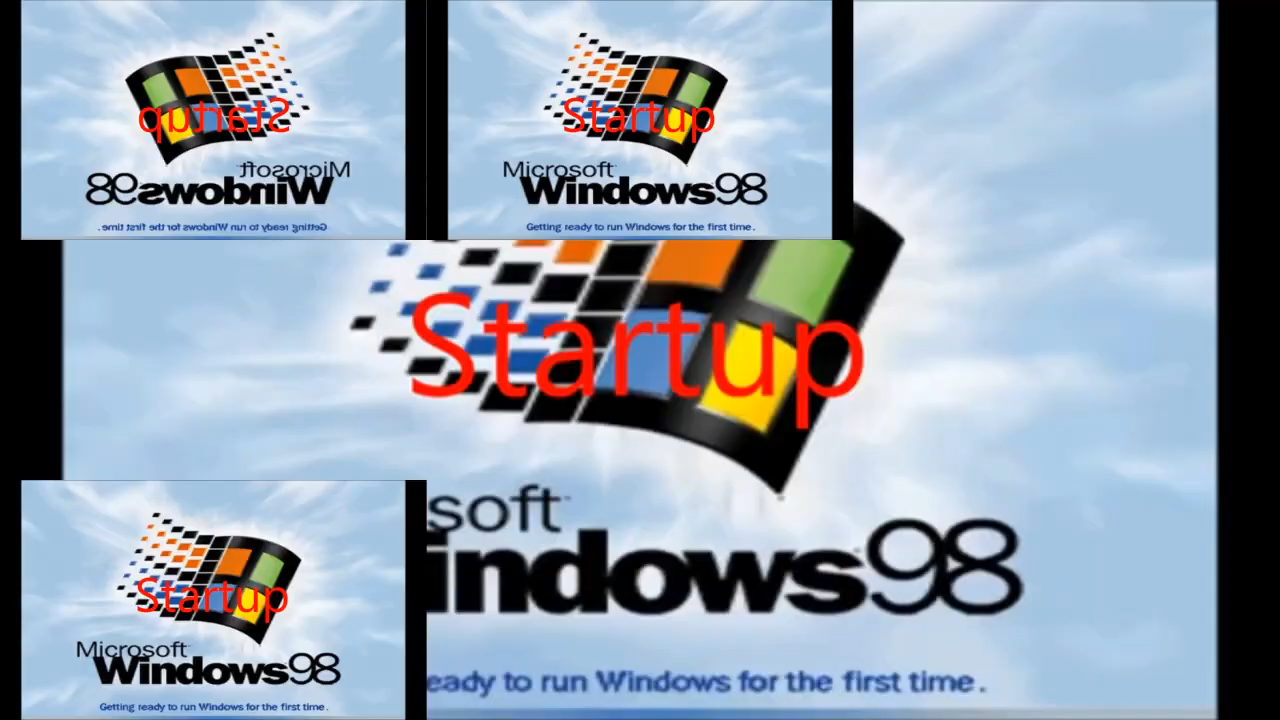 Startup
Microsoft
Windows98
Getting ready to run Windows for the first time.
Startup
Microsoft
Windows98
Getting ready to run Windows for the first time.
Startup
soft
indows98
eady to run Windows for the first time.
Startup
Microsoft
Windows98
Getting ready to run Windows for the first time.